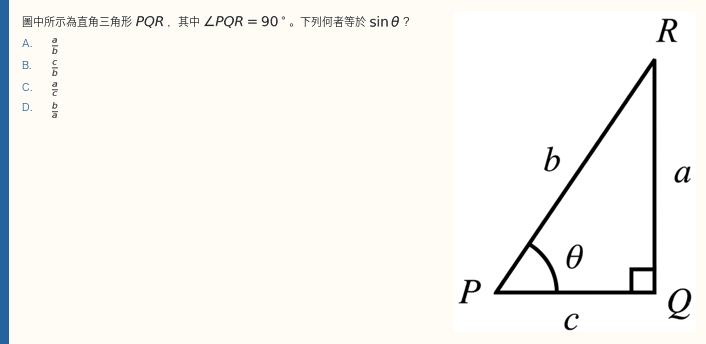 圖中所示為直角三角形 PQR ，其中 ∠PQR = 90°。下列何者等於 sin θ ?
A. a/b
B. c/b
C. a/c
D. b/a
R
b
a
θ
P
Q
c